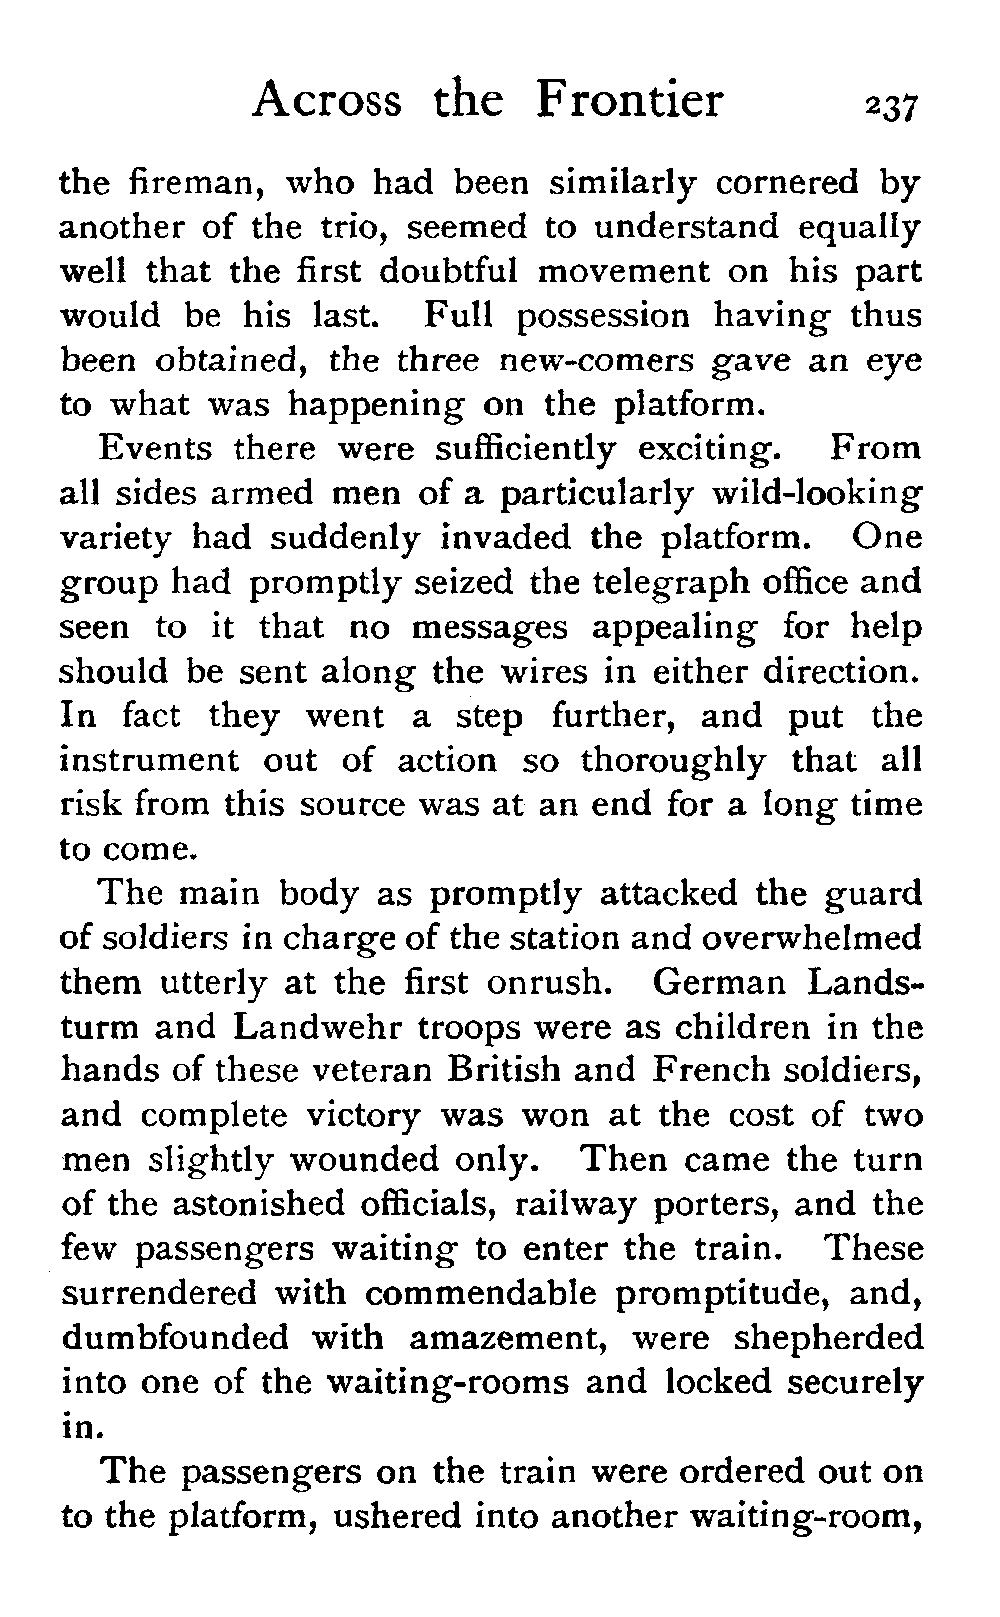 Across the Frontier 237
the fireman, who had been similarly cornered by
another of the trio, seemed to understand equally
well that the first doubtful movement on his part
would be his last. Full possession having thus
been obtained, the three new-comers gave an eye
to what was happening on the platform.
Events there were sufficiently exciting. From
all sides armed men of a particularly wild-looking
variety had suddenly invaded the platform. One
group had promptly seized the telegraph office and
seen to it that no messages appealing for help
should be sent along the wires in either direction.
In fact they went a step further, and put the
instrument out of action so thoroughly that all
risk from this source was at an end for a long time
to come.
The main body as promptly attacked the guard
of soldiers in charge of the station and overwhelmed
them utterly at the first onrush. German Lands-
turm and Landwehr troops were as children in the
hands of these veteran British and French soldiers,
and complete victory was won at the cost of two
men slightly wounded only. Then came the turn
of the astonished officials, railway porters, and the
few passengers waiting to enter the train. These
surrendered with commendable promptitude, and,
dumbfounded with amazement, were shepherded
into one of the waiting-rooms and locked securely
in.
The passengers on the train were ordered out on
to the platform, ushered into another waiting-room,